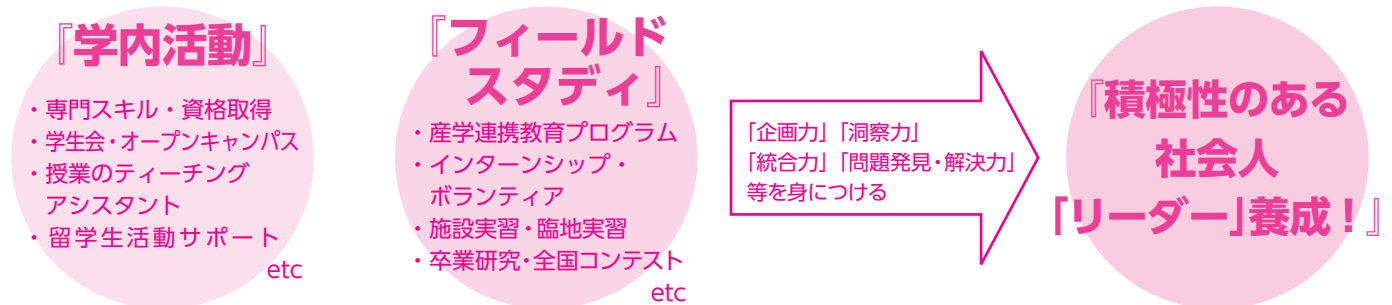 『学内活動』
・専門スキル・資格取得
・学生会・オープンキャンパス
・授業のティーチング
アシスタント
・留学生活動サポート
etc
『フィールド
スタディ』
・産学連携教育プログラム
・インターンシップ・
ボランティア
・施設実習・臨地実習
・卒業研究・全国コンテスト
etc
「企画力」「洞察力」
「統合力」「問題発見・解決力」
等を身につける
『積極性のある
社会人
「リーダー」養成！』